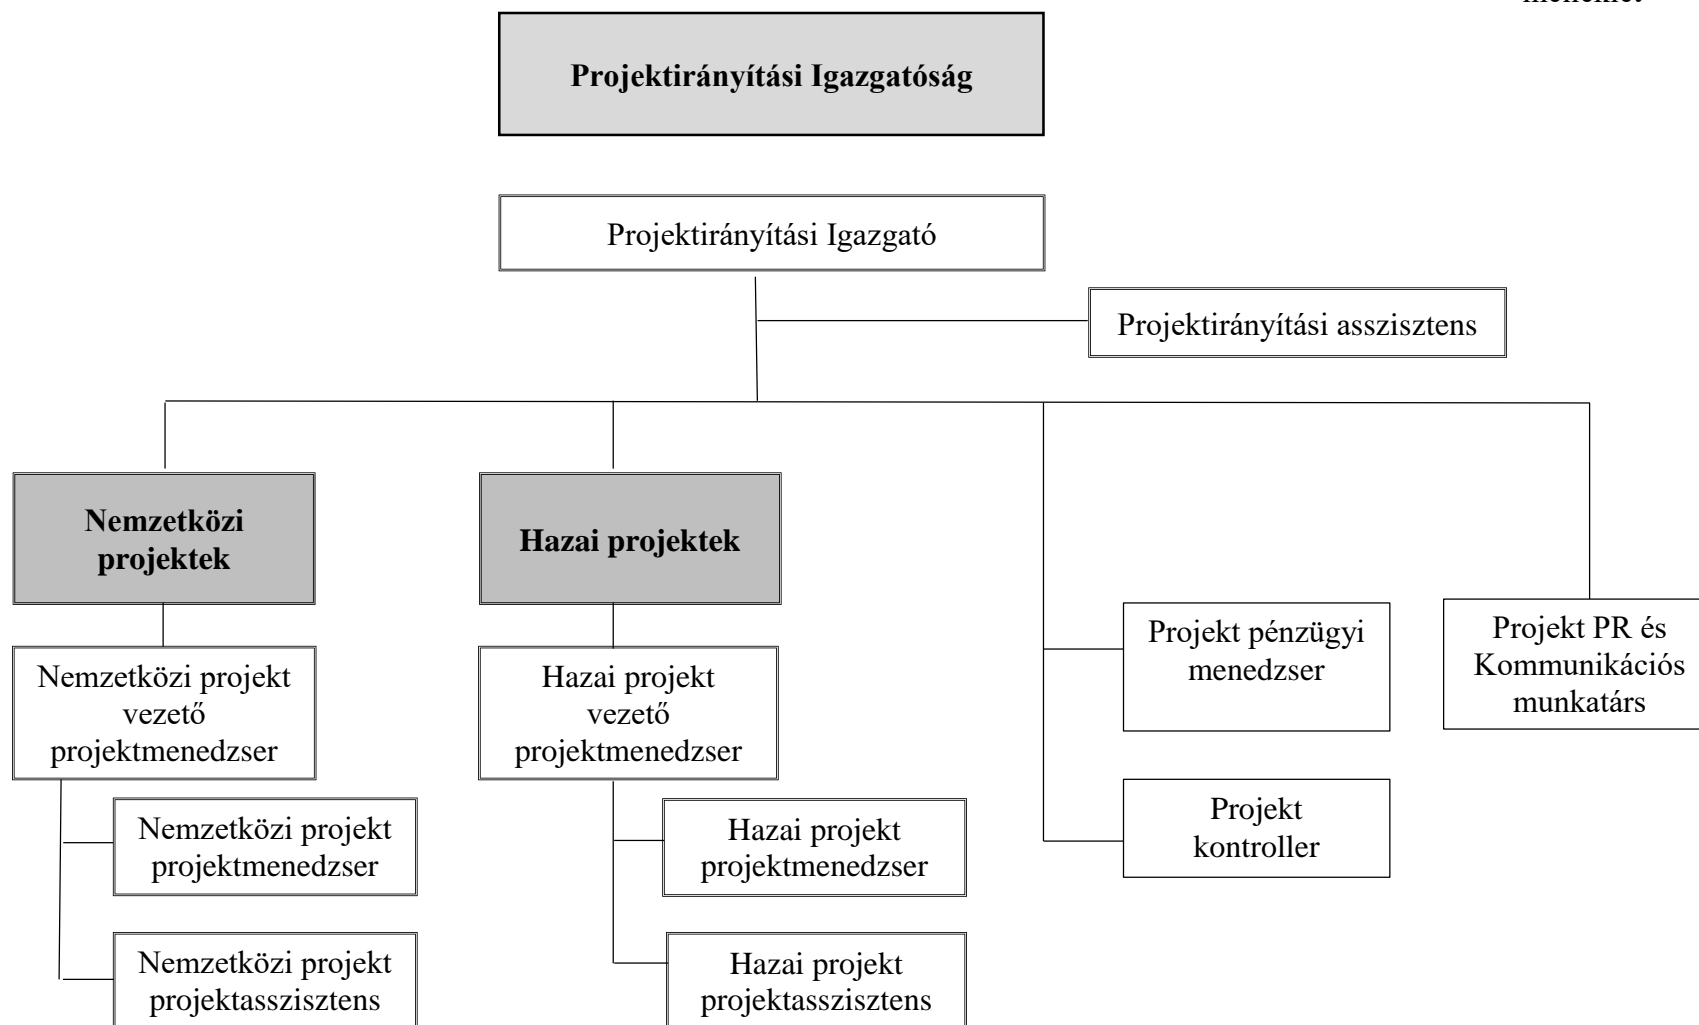 Projektirányítási Igazgatóság
Projektirányítási Igazgató
Projektirányítási asszisztens
Nemzetközi
projektek
Hazai projektek
Nemzetközi projekt
vezető
projektmenedzser
Hazai projekt
vezető
projektmenedzser
Projekt pénzügyi
menedzser
Projekt PR és
Kommunikációs
munkatárs
Nemzetközi projekt
projektmenedzser
Hazai projekt
projektmenedzser
Projekt
kontroller
Nemzetközi projekt
projektasszisztens
Hazai projekt
projektasszisztens